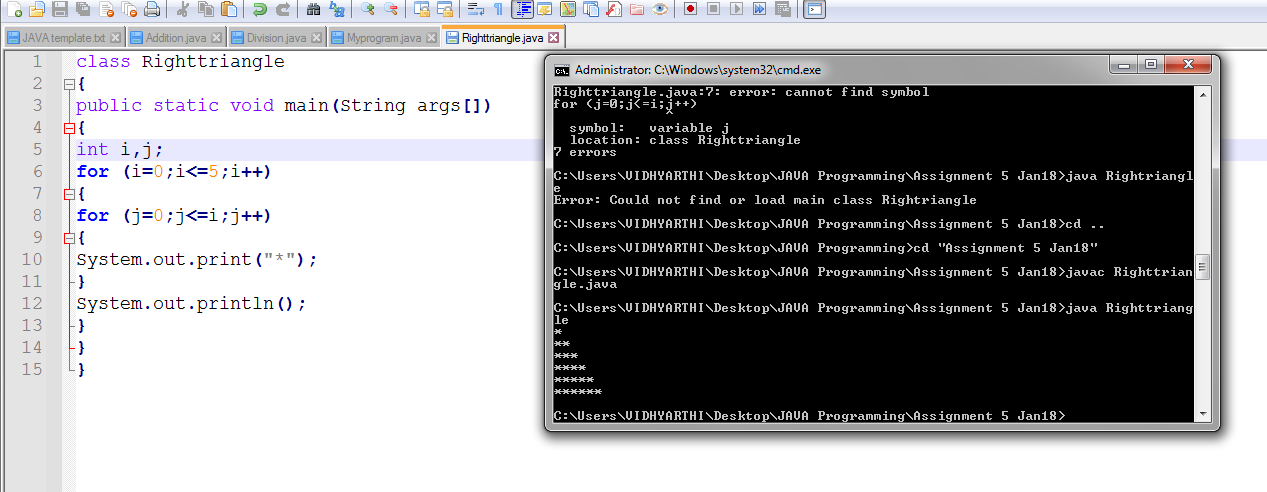 JAVA template.txt
Addition.java
Division.java
Myprogram.java
Righttriangle.java
1 class Righttriangle
2 {
3 public static void main(String args[])
4 {
5 int i,j;
6 for (i=0;i<=5;i++)
7 {
8 for (j=0;j<=i;j++)
9 {
10 System.out.print("*");
11 }
12 System.out.println();
13 }
14 }
15 }
Administrator: C:\Windows\system32\cmd.exe
Righttriangle.java:7: error: cannot find symbol
for (j=0;j<=i;j++)
^
symbol:   variable j
location: class Righttriangle
7 errors
C:\Users\VIDHYARTHI\Desktop\JAVA Programming\Assignment 5 Jan18>java Rightriangl
e
Error: Could not find or load main class Rightriangle
C:\Users\VIDHYARTHI\Desktop\JAVA Programming\Assignment 5 Jan18>cd ..
C:\Users\VIDHYARTHI\Desktop\JAVA Programming>cd "Assignment 5 Jan18"
C:\Users\VIDHYARTHI\Desktop\JAVA Programming\Assignment 5 Jan18>javac Righttrian
gle.java
C:\Users\VIDHYARTHI\Desktop\JAVA Programming\Assignment 5 Jan18>java Righttriang
le
*
**
***
****
*****
******
C:\Users\VIDHYARTHI\Desktop\JAVA Programming\Assignment 5 Jan18>